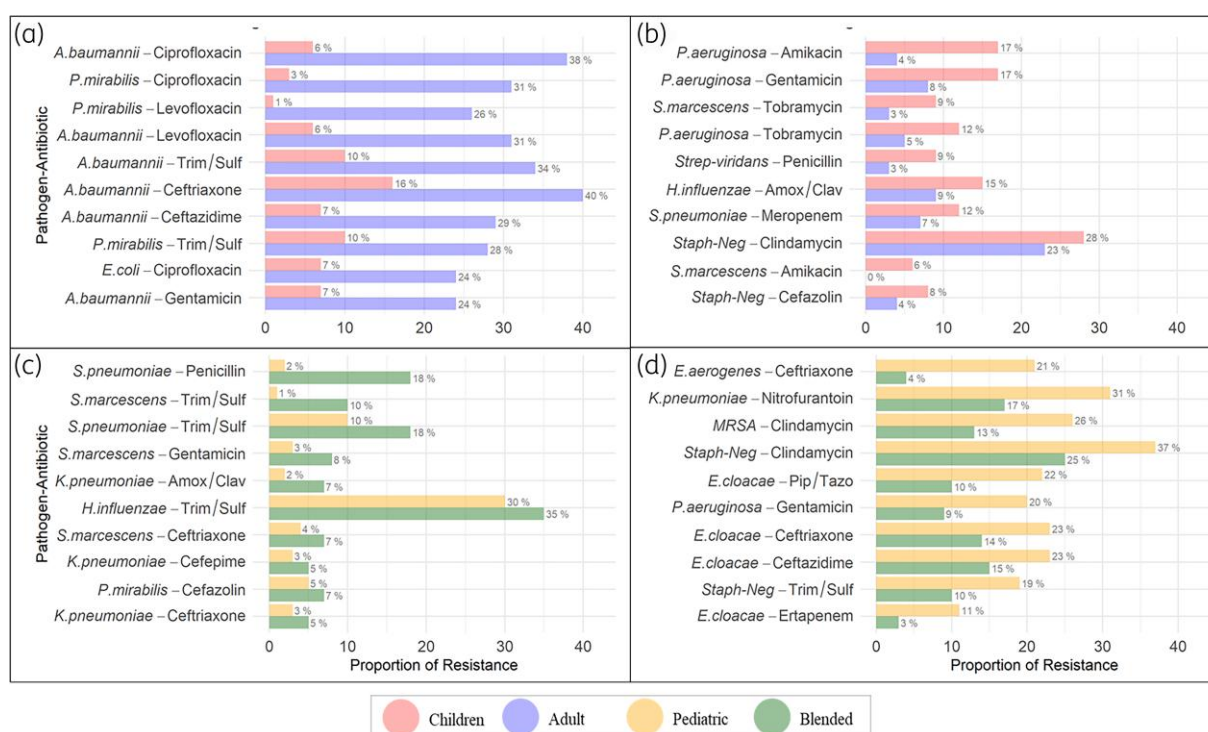 (a)
Pathogen-Antibiotic
A.baumannii – Ciprofloxacin
6 %
38 %
P.mirabilis – Ciprofloxacin
3 %
31 %
P.mirabilis – Levofloxacin
1 %
26 %
A.baumannii – Levofloxacin
6 %
31 %
A.baumannii – Trim/Sulf
10 %
34 %
A.baumannii – Ceftriaxone
16 %
40 %
A.baumannii – Ceftazidime
7 %
29 %
P.mirabilis – Trim/Sulf
10 %
28 %
E.coli – Ciprofloxacin
7 %
24 %
A.baumannii – Gentamicin
7 %
24 %
0 10 20 30 40
(b)
P.aeruginosa – Amikacin
17 %
4 %
P.aeruginosa – Gentamicin
17 %
8 %
S.marcescens – Tobramycin
9 %
3 %
P.aeruginosa – Tobramycin
12 %
5 %
Strep-viridans – Penicillin
9 %
3 %
H.influenzae – Amox/Clav
15 %
9 %
S.pneumoniae – Meropenem
12 %
7 %
Staph-Neg – Clindamycin
28 %
23 %
S.marcescens – Amikacin
6 %
0 %
Staph-Neg – Cefazolin
8 %
4 %
0 10 20 30 40
(c)
Pathogen-Antibiotic
S.pneumoniae – Penicillin
2 %
18 %
S.marcescens – Trim/Sulf
1 %
10 %
S.pneumoniae – Trim/Sulf
10 %
18 %
S.marcescens – Gentamicin
3 %
8 %
K.pneumoniae – Amox/Clav
2 %
7 %
H.influenzae – Trim/Sulf
30 %
35 %
S.marcescens – Ceftriaxone
4 %
7 %
K.pneumoniae – Cefepime
3 %
5 %
P.mirabilis – Cefazolin
5 %
7 %
K.pneumoniae – Ceftriaxone
3 %
5 %
0 10 20 30 40
Proportion of Resistance
(d)
E.aerogenes – Ceftriaxone
21 %
4 %
K.pneumoniae – Nitrofurantoin
31 %
17 %
MRSA – Clindamycin
26 %
13 %
Staph-Neg – Clindamycin
37 %
25 %
E.cloacae – Pip/Tazo
22 %
10 %
P.aeruginosa – Gentamicin
20 %
9 %
E.cloacae – Ceftriaxone
23 %
14 %
E.cloacae – Ceftazidime
23 %
15 %
Staph-Neg – Trim/Sulf
19 %
10 %
E.cloacae – Ertapenem
11 %
3 %
0 10 20 30 40
Proportion of Resistance
Children Adult Pediatric Blended